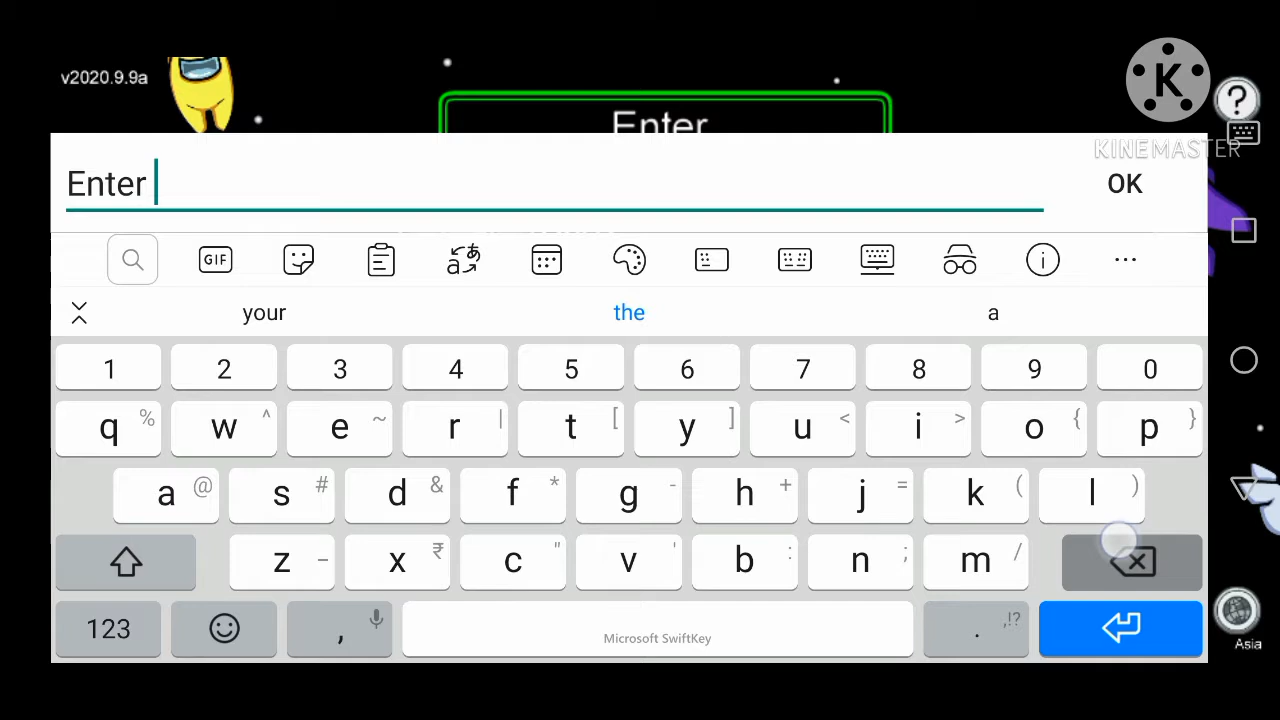 v2020.9.9a
Enter
K
KINEMASTER
?
Enter
OK
GIF
your the a
1 2 3 4 5 6 7 8 9 0
q % w ^ e ~ r | t [ y ] u < i > o { p }
a @ s # d & f * g - h + j = k ( l )
z _ x ₹ c " v ' b : n ; m /
123 , Microsoft SwiftKey . ,!?
Asia